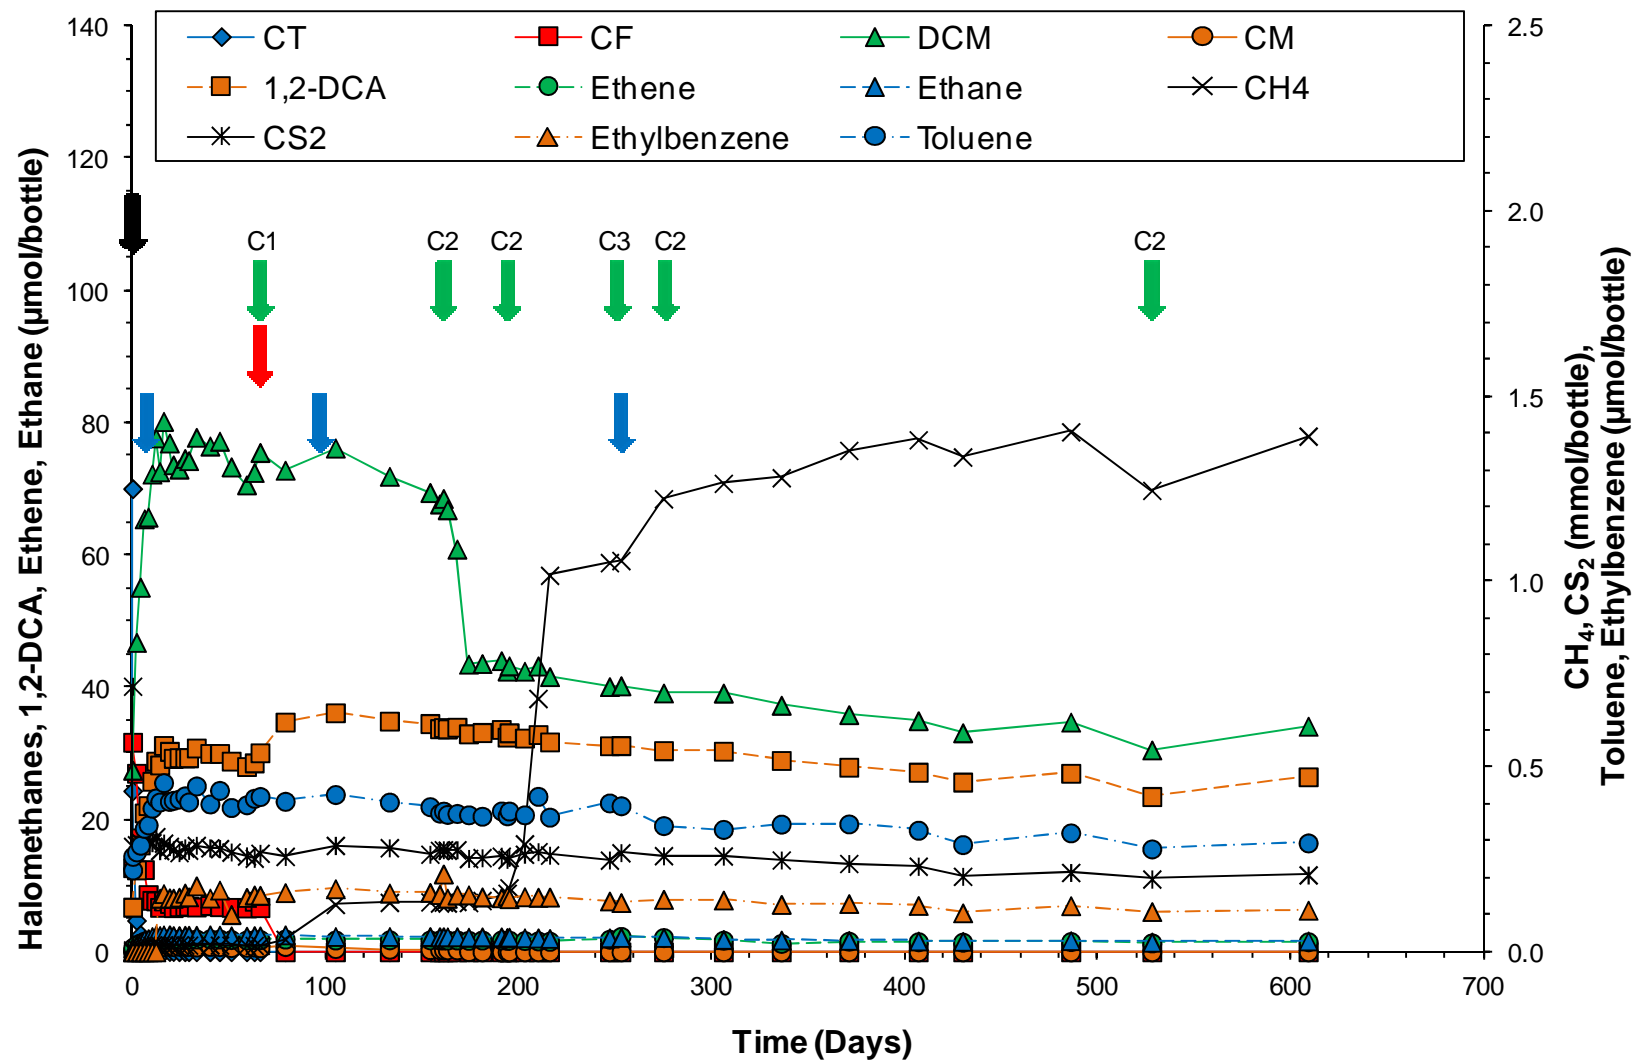 CT CF DCM CM
1,2-DCA Ethene Ethane CH4
CS2 Ethylbenzene Toluene
Halomethanes, 1,2-DCA, Ethene, Ethane (µmol/bottle)
140
120
100
80
60
40
20
0
C1 C2 C2 C3 C2 C2
2.5
2.0
1.5
1.0
0.5
0.0
CH₄, CS₂ (mmol/bottle),
Toluene, Ethylbenzene (µmol/bottle)
0 100 200 300 400 500 600 700
Time (Days)